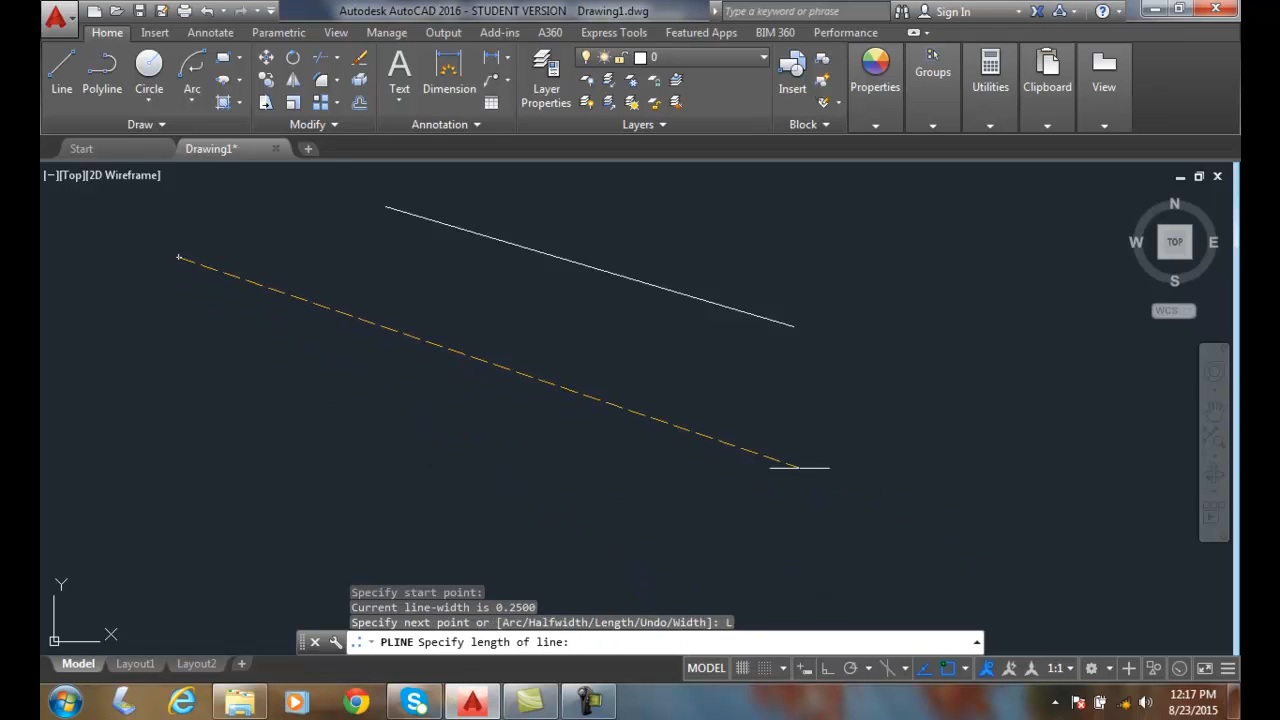 Autodesk AutoCAD 2016 - STUDENT VERSION Drawing1.dwg
Type a keyword or phrase
Sign In
Home Insert Annotate Parametric View Manage Output Add-ins A360 Express Tools Featured Apps BIM 360 Performance
Line Polyline Circle Arc
Text Dimension
Layer Properties
0
Insert
Properties
Groups
Utilities
Clipboard
View
Draw Modify Annotation Layers Block
Start Drawing1*
[−][Top][2D Wireframe]
N
W TOP E
S
WCS
Y
X
Specify start point:
Current line-width is 0.2500
Specify next point or [Arc/Halfwidth/Length/Undo/Width]: L
PLINE Specify length of line:
Model Layout1 Layout2
MODEL 1:1
12:17 PM
8/23/2015